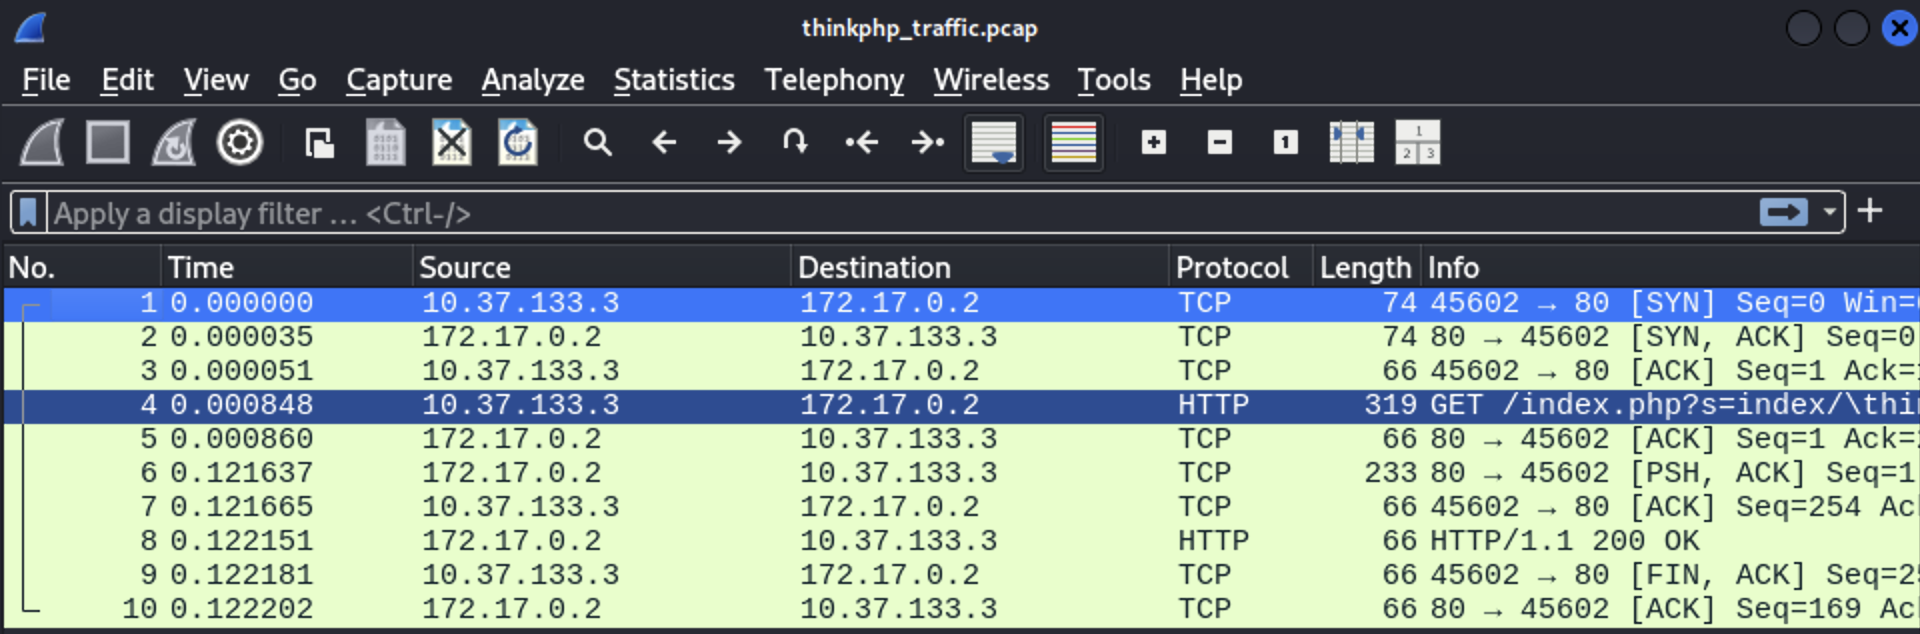 thinkphp_traffic.pcap
File Edit View Go Capture Analyze Statistics Telephony Wireless Tools Help
Apply a display filter … <Ctrl-/>
No. Time Source Destination Protocol Length Info
1 0.000000 10.37.133.3 172.17.0.2 TCP 74 45602 → 80 [SYN] Seq=0 Win=
2 0.000035 172.17.0.2 10.37.133.3 TCP 74 80 → 45602 [SYN, ACK] Seq=0
3 0.000051 10.37.133.3 172.17.0.2 TCP 66 45602 → 80 [ACK] Seq=1 Ack=
4 0.000848 10.37.133.3 172.17.0.2 HTTP 319 GET /index.php?s=index/\thi
5 0.000860 172.17.0.2 10.37.133.3 TCP 66 80 → 45602 [ACK] Seq=1 Ack=
6 0.121637 172.17.0.2 10.37.133.3 TCP 233 80 → 45602 [PSH, ACK] Seq=1
7 0.121665 10.37.133.3 172.17.0.2 TCP 66 45602 → 80 [ACK] Seq=254 Ac
8 0.122151 172.17.0.2 10.37.133.3 HTTP 66 HTTP/1.1 200 OK
9 0.122181 10.37.133.3 172.17.0.2 TCP 66 45602 → 80 [FIN, ACK] Seq=2
10 0.122202 172.17.0.2 10.37.133.3 TCP 66 80 → 45602 [ACK] Seq=169 Ac